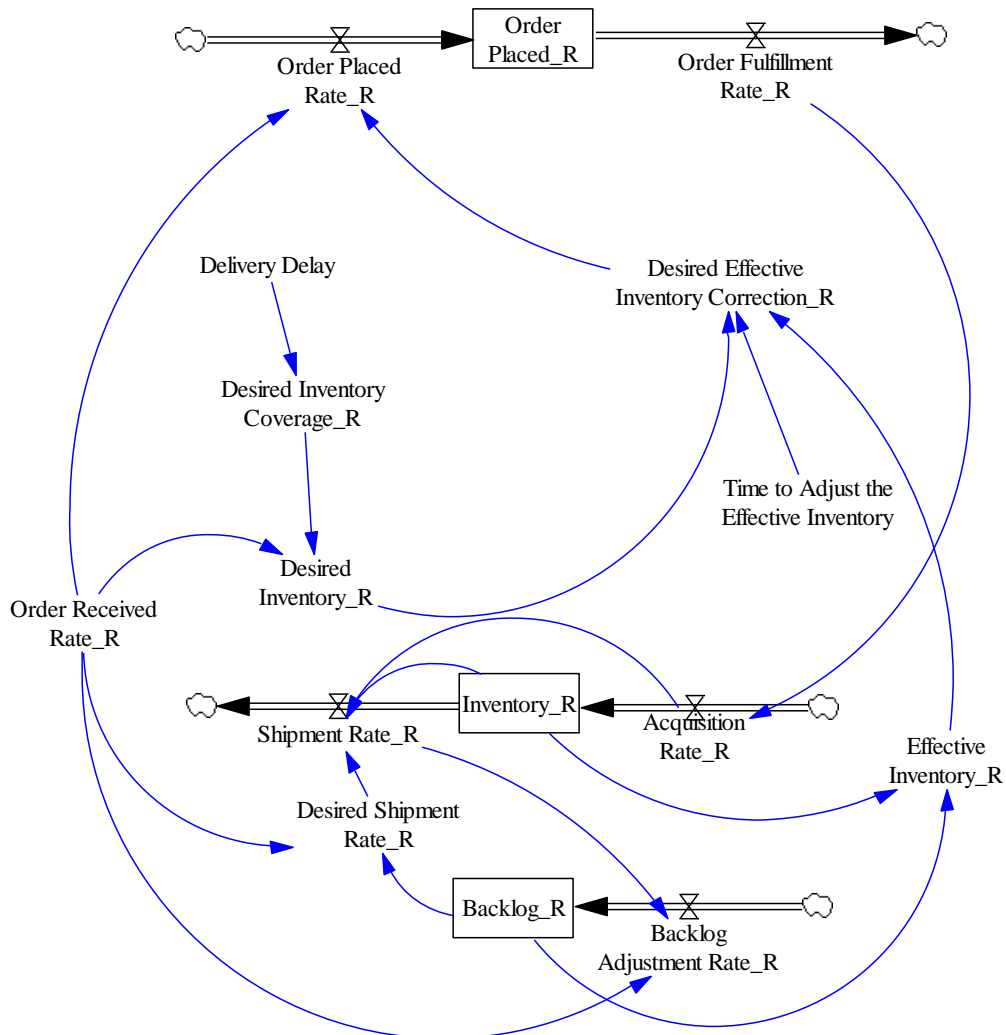 Order
Placed_R
Order Placed
Rate_R
Order Fulfillment
Rate_R
Delivery Delay
Desired Effective
Inventory Correction_R
Desired Inventory
Coverage_R
Time to Adjust the
Effective Inventory
Desired
Inventory_R
Order Received
Rate_R
Inventory_R
Shipment Rate_R
Acquisition
Rate_R
Effective
Inventory_R
Desired Shipment
Rate_R
Backlog_R
Backlog
Adjustment Rate_R